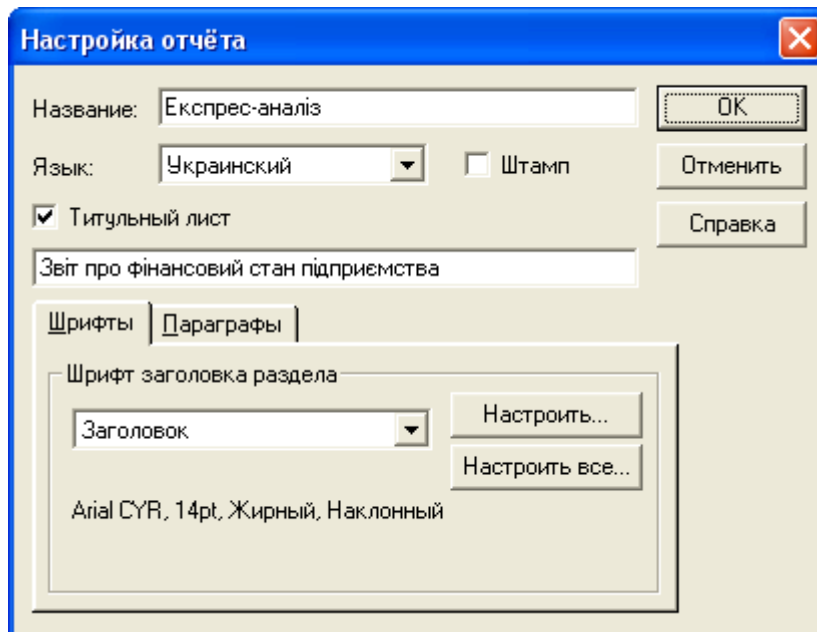 Настройка отчёта
Название: Експрес-аналіз OK
Язык: Украинский Штамп Отменить
Титульный лист Справка
Звіт про фінансовий стан підприємства
Шрифты Параграфы
Шрифт заголовка раздела
Заголовок Настроить...
Настроить все...
Arial CYR, 14pt, Жирный, Наклонный